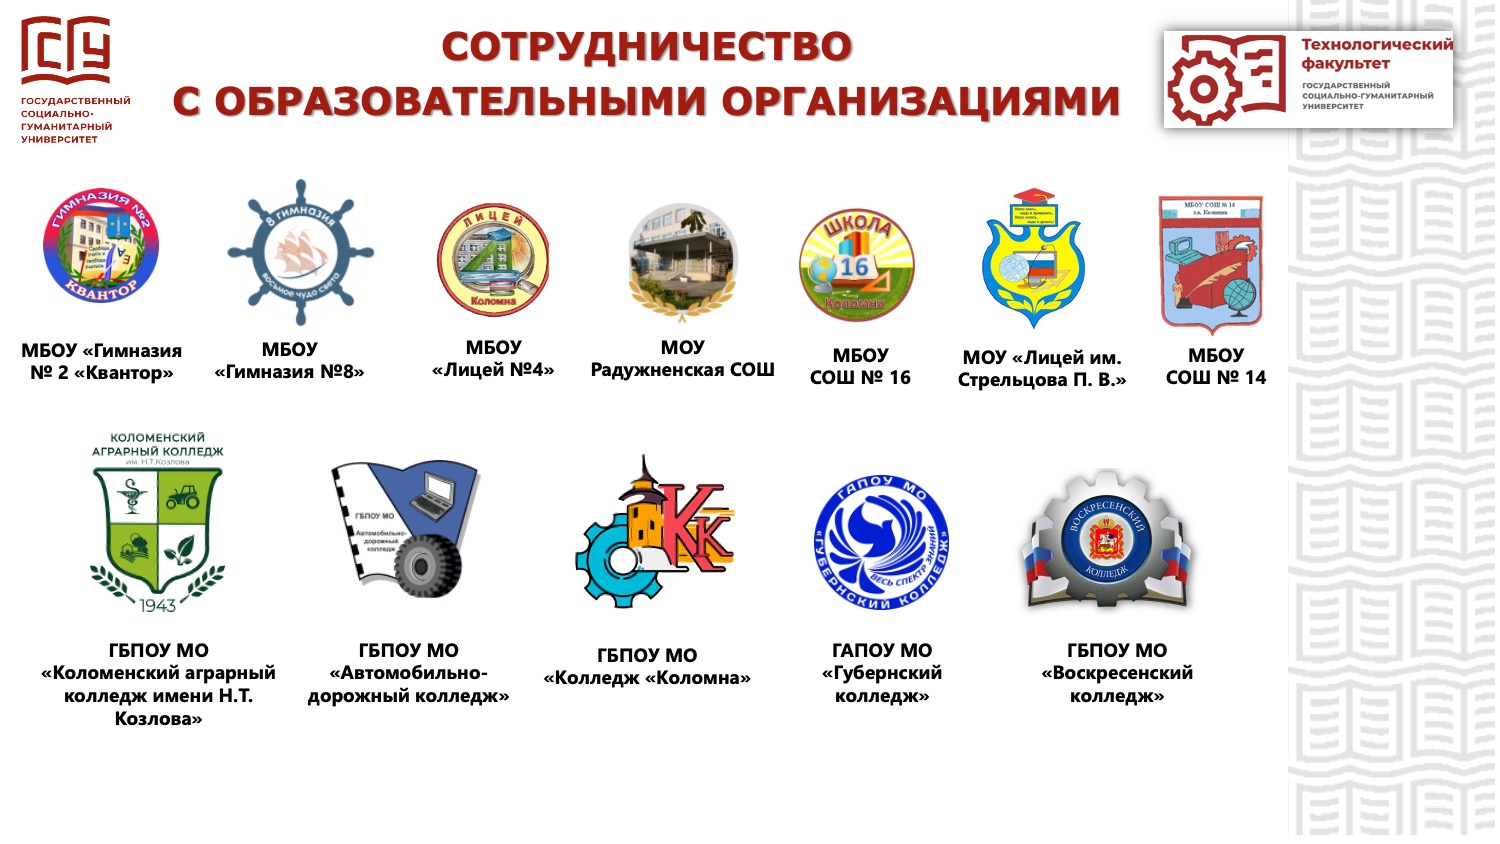 СОТРУДНИЧЕСТВО
С ОБРАЗОВАТЕЛЬНЫМИ ОРГАНИЗАЦИЯМИ
ГСГУ
ГОСУДАРСТВЕННЫЙ
СОЦИАЛЬНО-
ГУМАНИТАРНЫЙ
УНИВЕРСИТЕТ
Технологический
факультет
ГОСУДАРСТВЕННЫЙ
СОЦИАЛЬНО-ГУМАНИТАРНЫЙ
УНИВЕРСИТЕТ
ГИМНАЗИЯ №2
КВАНТОР
8 гимназия
восьмое чудо света
ЛИЦЕЙ
4
Коломна
ШКОЛА
16
Коломна
МБОУ СОШ № 14
г.о. Коломна
МБОУ «Гимназия
№ 2 «Квантор»
МБОУ
«Гимназия №8»
МБОУ
«Лицей №4»
МОУ
Радужненская СОШ
МБОУ
СОШ № 16
МОУ «Лицей им.
Стрельцова П. В.»
МБОУ
СОШ № 14
КОЛОМЕНСКИЙ
АГРАРНЫЙ КОЛЛЕДЖ
им. Н.Т.Козлова
1943
ГБПОУ МО
Автомобильно-
дорожный
колледж
КК
ГАПОУ МО
«ГУБЕРНСКИЙ КОЛЛЕДЖ»
ВЕСЬ СПЕКТР ЗНАНИЙ
ВОСКРЕСЕНСКИЙ
КОЛЛЕДЖ
ГБПОУ МО
«Коломенский аграрный
колледж имени Н.Т.
Козлова»
ГБПОУ МО
«Автомобильно-
дорожный колледж»
ГБПОУ МО
«Колледж «Коломна»
ГАПОУ МО
«Губернский
колледж»
ГБПОУ МО
«Воскресенский
колледж»